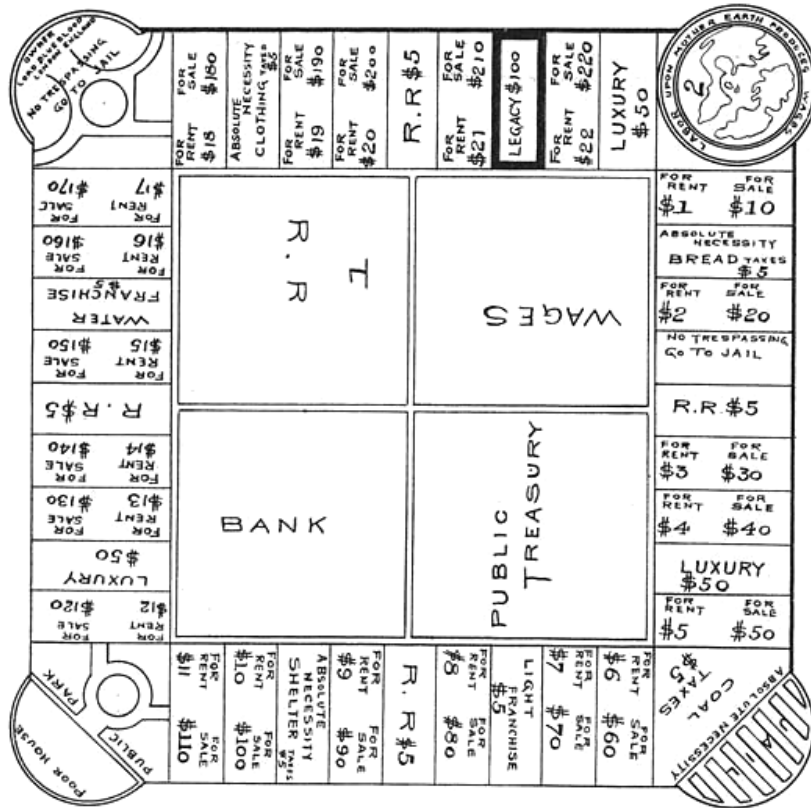 OWNER
LORD BLUEBLOOD
LONDON ENGLAND
NO TRESPASSING
GO TO JAIL
FOR RENT
$18
FOR SALE
$180
ABSOLUTE
NECESSITY
CLOTHING TAXES
$5
FOR RENT
$19
FOR SALE
$190
FOR RENT
$20
FOR SALE
$200
R.R $5
FOR RENT
$21
FOR SALE
$210
LEGACY $100
FOR RENT
$22
FOR SALE
$220
LUXURY
$50
LABOR UPON MOTHER EARTH PRODUCES WAGES
FOR RENT
FOR SALE
$1
$10
ABSOLUTE
NECESSITY
BREAD TAXES
$5
FOR RENT
FOR SALE
$2
$20
NO TRESPASSING
GO TO JAIL
R.R. $5
FOR RENT
FOR SALE
$3
$30
FOR RENT
FOR SALE
$4
$40
LUXURY
$50
FOR RENT
FOR SALE
$5
$50
COAL
TAXES
$5
ABSOLUTE NECESSITY
JAIL
FOR RENT
$6
FOR SALE
$60
FOR RENT
$7
FOR SALE
$70
LIGHT
FRANCHISE
$5
FOR RENT
$8
FOR SALE
$80
R.R $5
FOR RENT
$9
FOR SALE
$90
ABSOLUTE
NECESSITY
SHELTER TAXES
$5
FOR RENT
$10
FOR SALE
$100
FOR RENT
$11
FOR SALE
$110
PUBLIC
PARK
POOR HOUSE
FOR RENT
FOR SALE
$12
$120
LUXURY
$50
FOR RENT
FOR SALE
$13
$130
FOR RENT
FOR SALE
$14
$140
R.R $5
FOR RENT
FOR SALE
$15
$150
WATER
FRANCHISE
$5
FOR RENT
FOR SALE
$16
$160
FOR RENT
FOR SALE
$17
$170
R.R
WAGES
BANK
PUBLIC
TREASURY